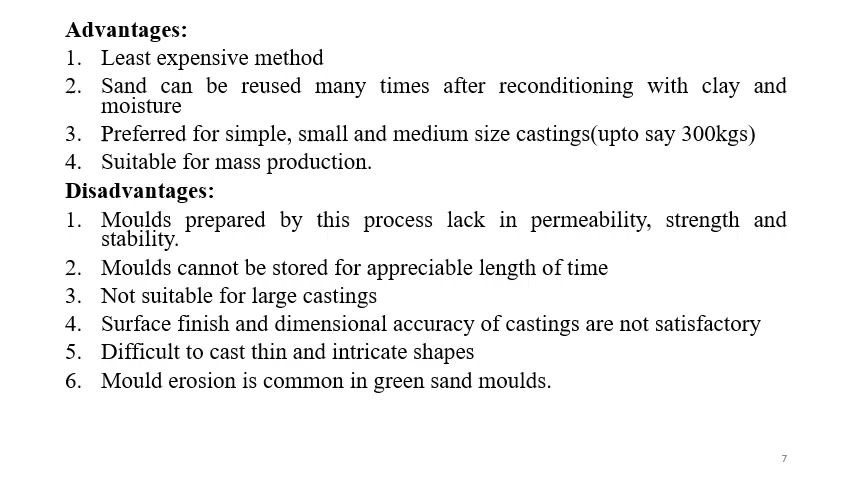 Advantages:
1. Least expensive method
2. Sand can be reused many times after reconditioning with clay and
moisture
3. Preferred for simple, small and medium size castings(upto say 300kgs)
4. Suitable for mass production.
Disadvantages:
1. Moulds prepared by this process lack in permeability, strength and
stability.
2. Moulds cannot be stored for appreciable length of time
3. Not suitable for large castings
4. Surface finish and dimensional accuracy of castings are not satisfactory
5. Difficult to cast thin and intricate shapes
6. Mould erosion is common in green sand moulds.
7